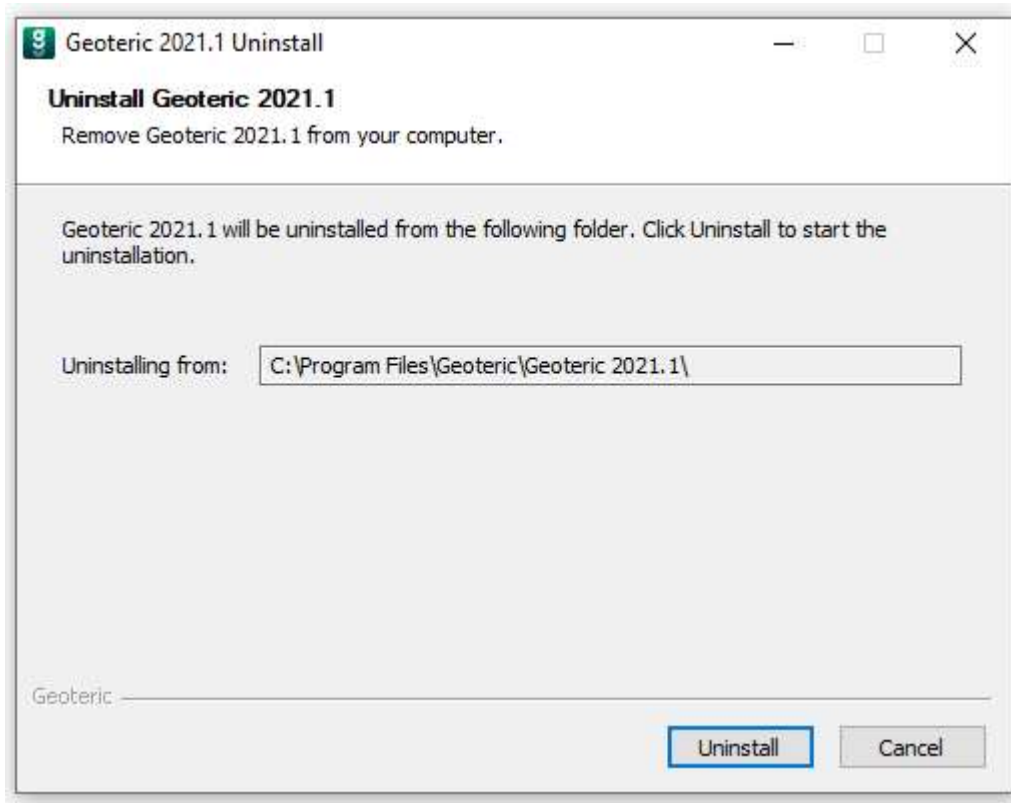 Geoteric 2021.1 Uninstall
Uninstall Geoteric 2021.1
Remove Geoteric 2021.1 from your computer.
Geoteric 2021.1 will be uninstalled from the following folder. Click Uninstall to start the
uninstallation.
Uninstalling from: C:\Program Files\Geoteric\Geoteric 2021.1\
Geoteric
Uninstall Cancel